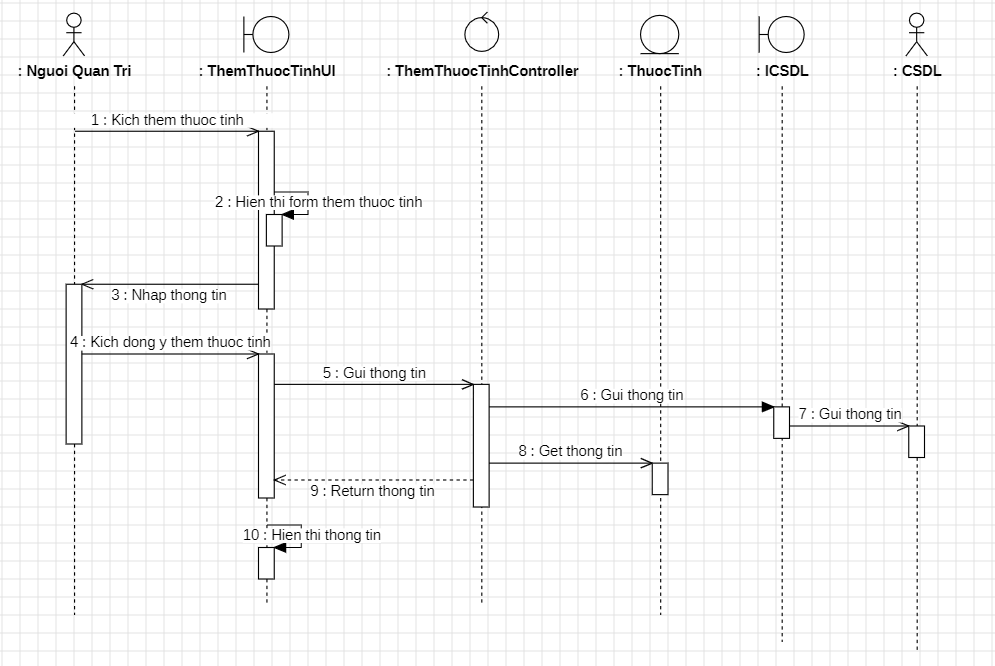 : Nguoi Quan Tri
: ThemThuocTinhUI
: ThemThuocTinhController
: ThuocTinh
: ICSDL
: CSDL
1 : Kich them thuoc tinh
2 : Hien thi form them thuoc tinh
3 : Nhap thong tin
4 : Kich dong y them thuoc tinh
5 : Gui thong tin
6 : Gui thong tin
7 : Gui thong tin
8 : Get thong tin
9 : Return thong tin
10 : Hien thi thong tin